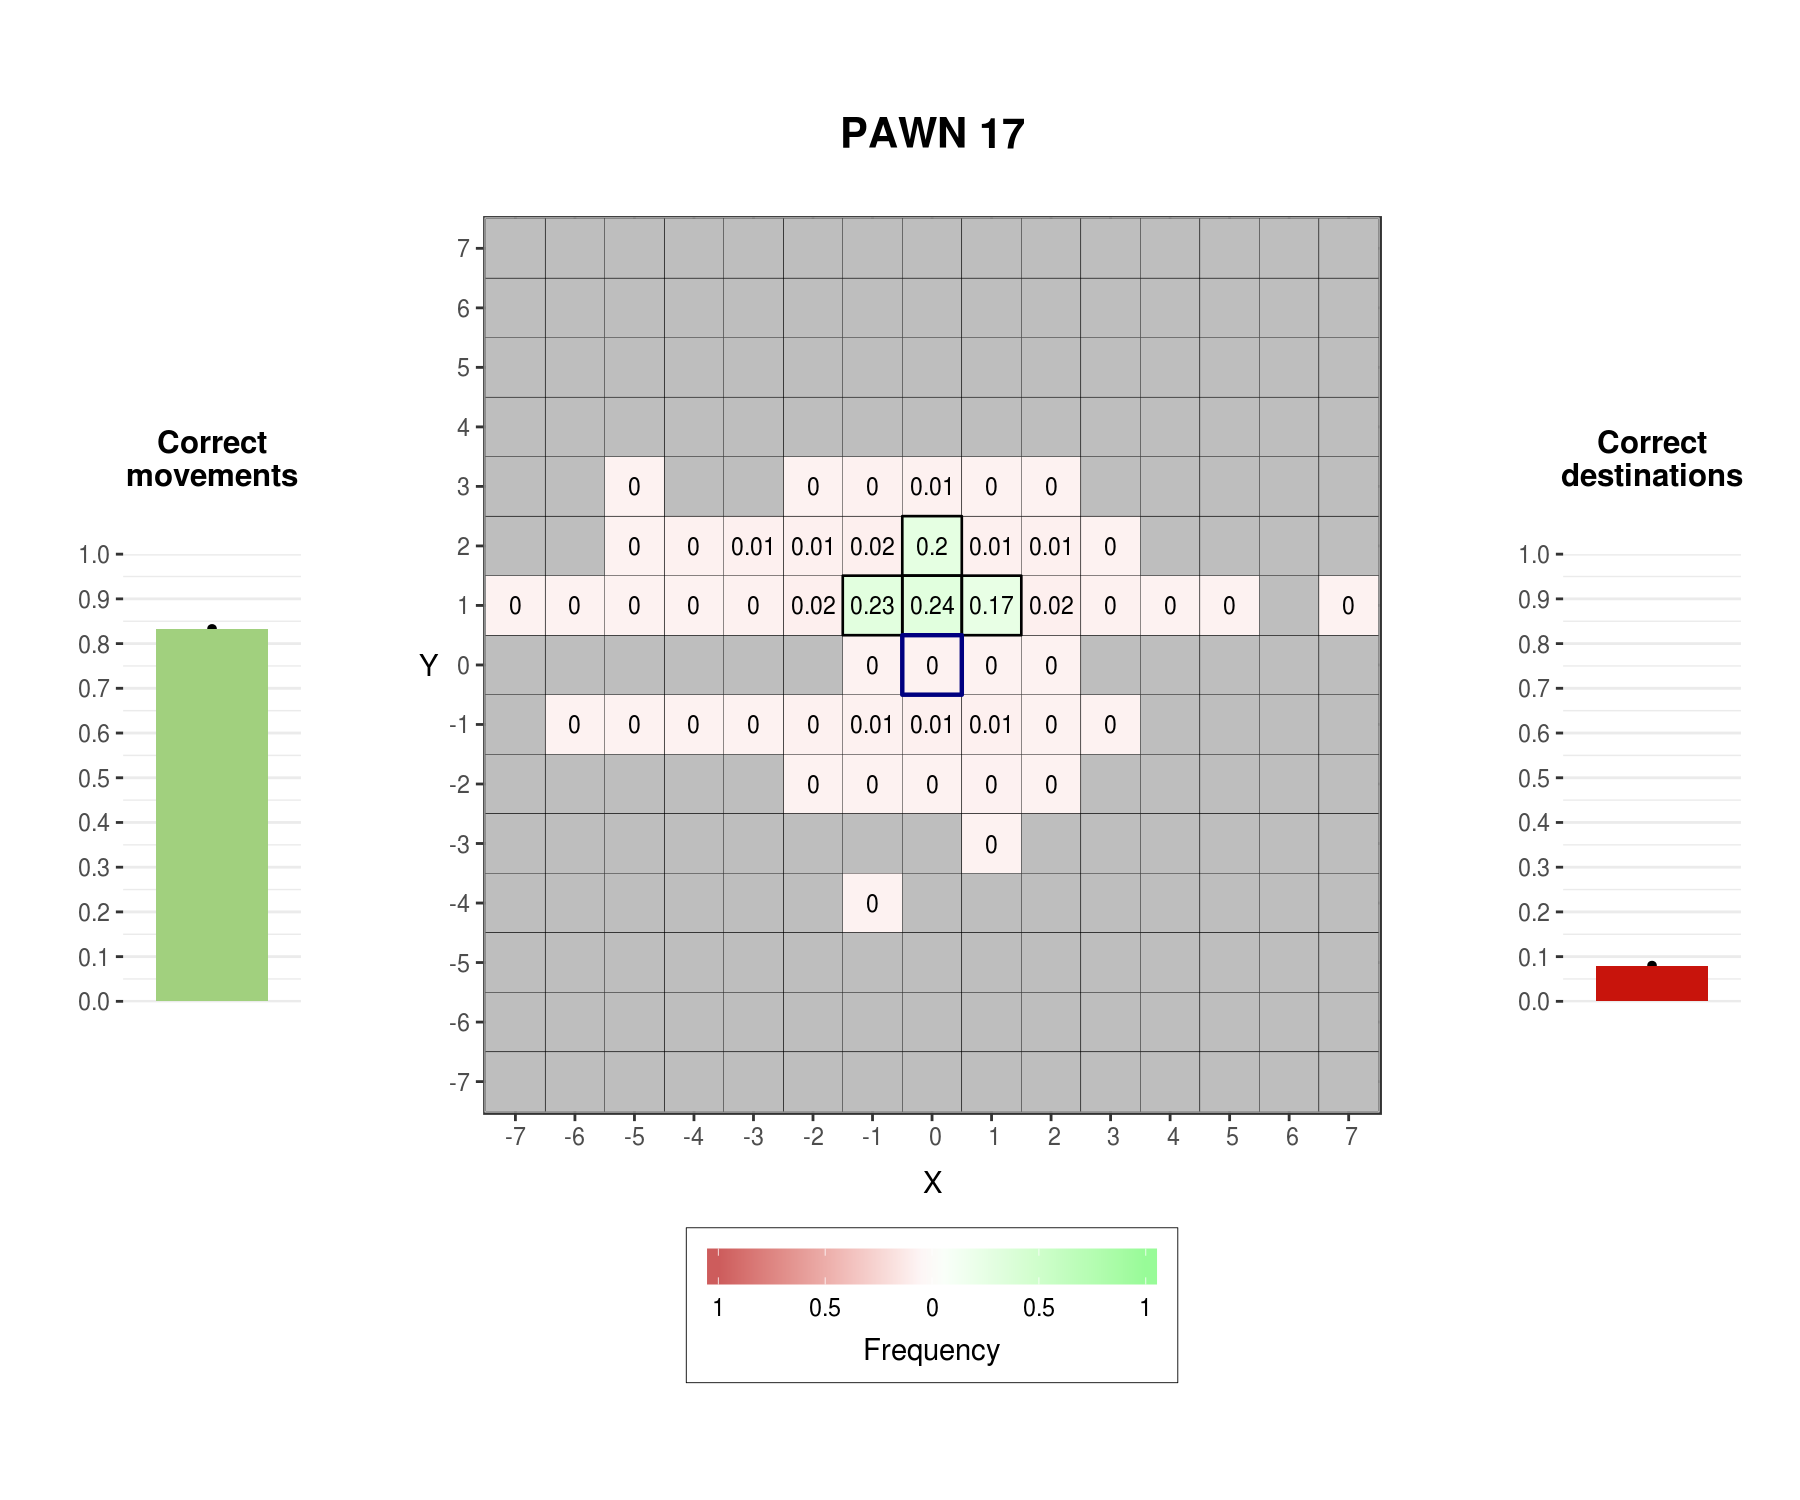 PAWN 17
Correct
movements
1.0
0.9
0.8
0.7
0.6
0.5
0.4
0.3
0.2
0.1
0.0
Y
7
6
5
4
3 0 0 0 0.01 0 0
2 0 0 0.01 0.01 0.02 0.2 0.01 0.01 0
1 0 0 0 0 0 0.02 0.23 0.24 0.17 0.02 0 0 0 0
0 0 0 0 0
-1 0 0 0 0 0 0.01 0.01 0.01 0 0
-2 0 0 0 0 0
-3 0
-4 0
-5
-6
-7
-7 -6 -5 -4 -3 -2 -1 0 1 2 3 4 5 6 7
X
1 0.5 0 0.5 1
Frequency
Correct
destinations
1.0
0.9
0.8
0.7
0.6
0.5
0.4
0.3
0.2
0.1
0.0